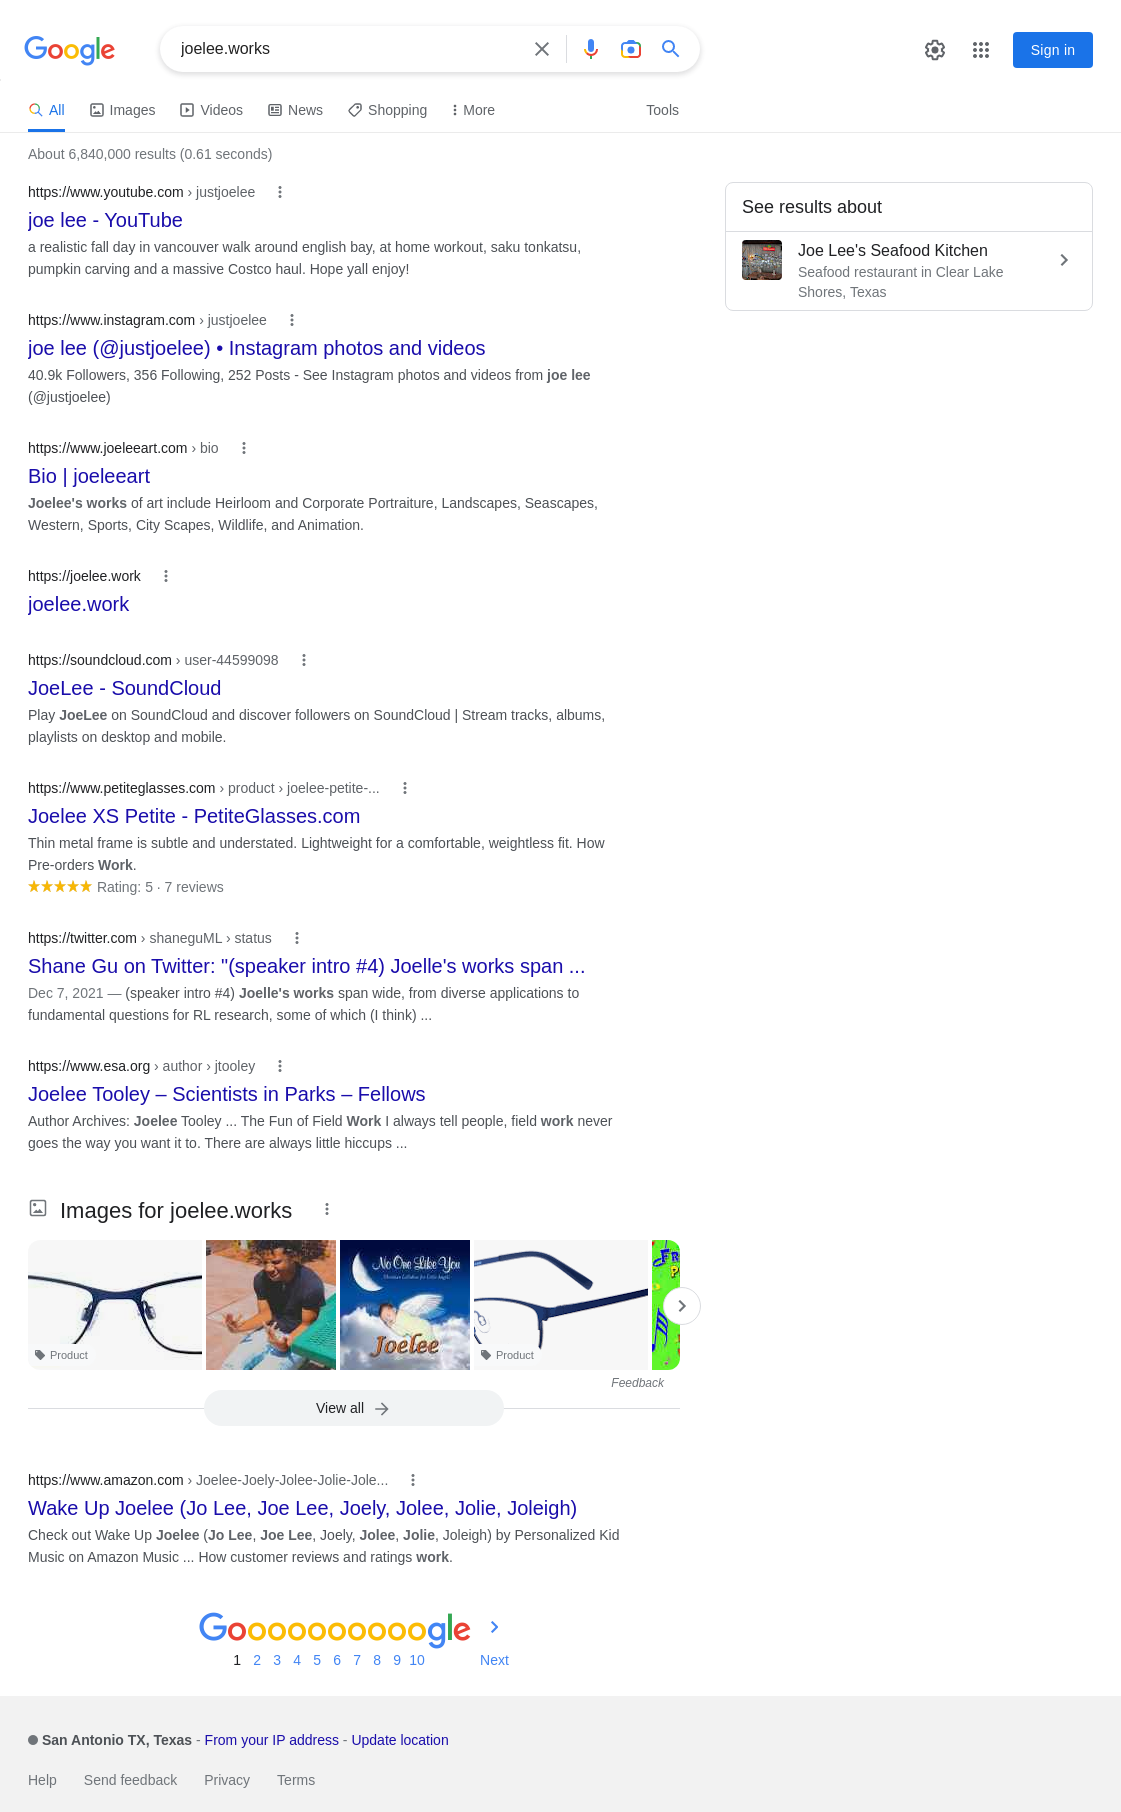 Google
joelee.works
Sign in
All
Images
Videos
News
Shopping
More
Tools
About 6,840,000 results (0.61 seconds)
https://www.youtube.com › justjoelee
joe lee - YouTube
a realistic fall day in vancouver walk around english bay, at home workout, saku tonkatsu,
pumpkin carving and a massive Costco haul. Hope yall enjoy!
https://www.instagram.com › justjoelee
joe lee (@justjoelee) • Instagram photos and videos
40.9k Followers, 356 Following, 252 Posts - See Instagram photos and videos from joe lee
(@justjoelee)
https://www.joeleeart.com › bio
Bio | joeleeart
Joelee's works of art include Heirloom and Corporate Portraiture, Landscapes, Seascapes,
Western, Sports, City Scapes, Wildlife, and Animation.
https://joelee.work
joelee.work
https://soundcloud.com › user-44599098
JoeLee - SoundCloud
Play JoeLee on SoundCloud and discover followers on SoundCloud | Stream tracks, albums,
playlists on desktop and mobile.
https://www.petiteglasses.com › product › joelee-petite-...
Joelee XS Petite - PetiteGlasses.com
Thin metal frame is subtle and understated. Lightweight for a comfortable, weightless fit. How
Pre-orders Work.
Rating: 5 · 7 reviews
https://twitter.com › shaneguML › status
Shane Gu on Twitter: "(speaker intro #4) Joelle's works span ...
Dec 7, 2021 — (speaker intro #4) Joelle's works span wide, from diverse applications to
fundamental questions for RL research, some of which (I think) ...
https://www.esa.org › author › jtooley
Joelee Tooley – Scientists in Parks – Fellows
Author Archives: Joelee Tooley ... The Fun of Field Work I always tell people, field work never
goes the way you want it to. There are always little hiccups ...
Images for joelee.works
Product
No One Like You
Christian Lullabies for Little Angels
Joelee
Product
Feedback
View all
https://www.amazon.com › Joelee-Joely-Jolee-Jolie-Jole...
Wake Up Joelee (Jo Lee, Joe Lee, Joely, Jolee, Jolie, Joleigh)
Check out Wake Up Joelee (Jo Lee, Joe Lee, Joely, Jolee, Jolie, Joleigh) by Personalized Kid
Music on Amazon Music ... How customer reviews and ratings work.
See results about
Joe Lee's Seafood Kitchen
Seafood restaurant in Clear Lake
Shores, Texas
Goooooooooogle
1 2 3 4 5 6 7 8 9 10 Next
San Antonio TX, Texas - From your IP address - Update location
Help Send feedback Privacy Terms